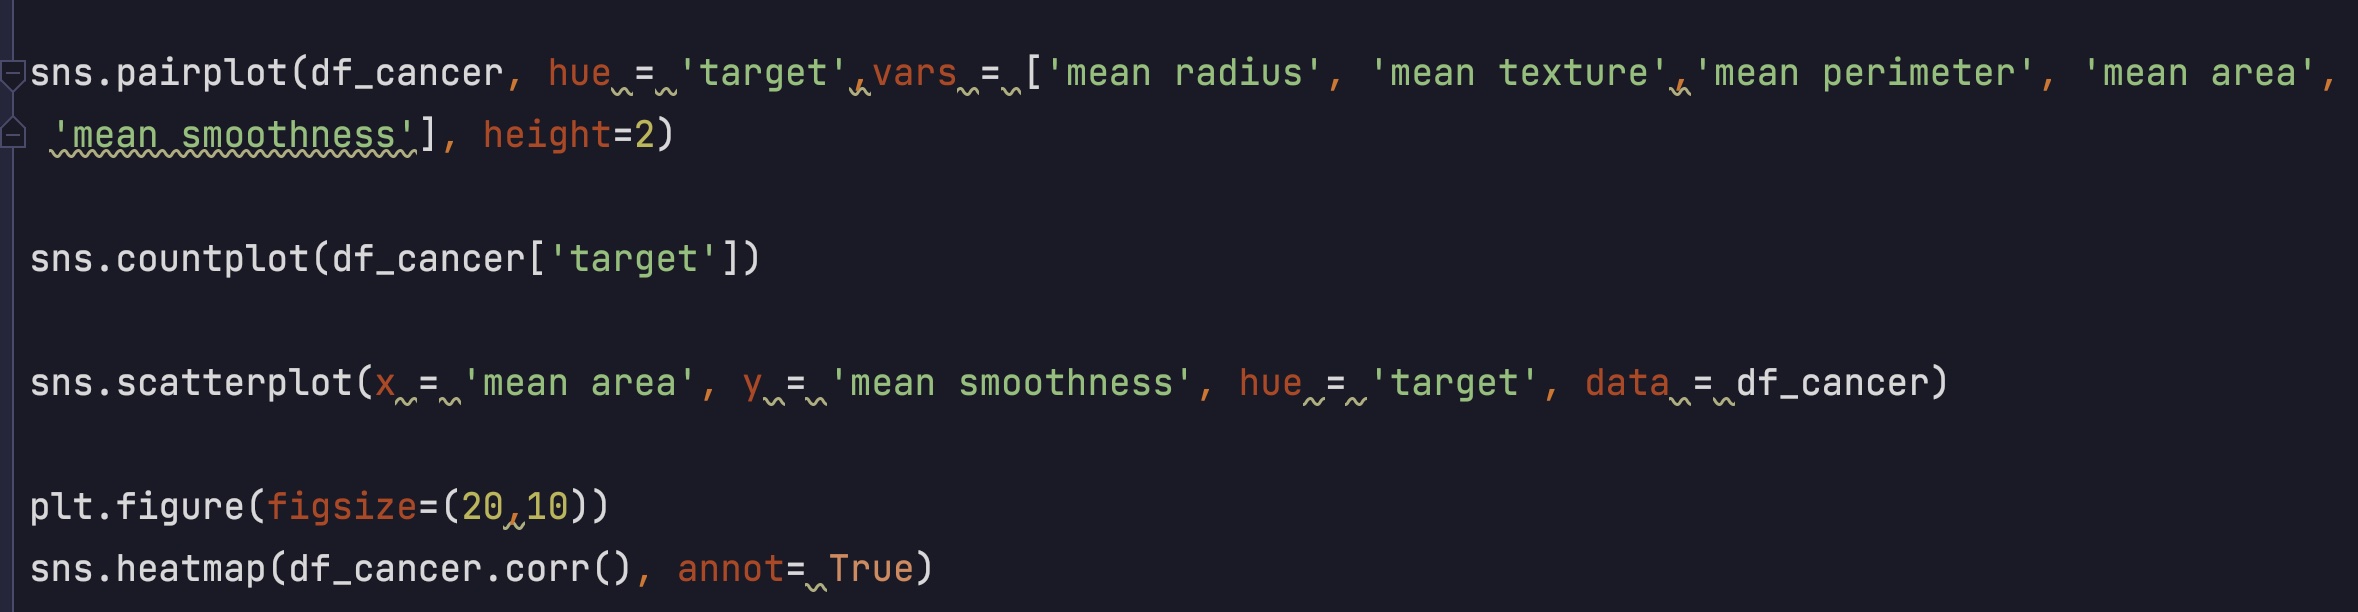 sns.pairplot(df_cancer, hue = 'target',vars = ['mean radius', 'mean texture','mean perimeter', 'mean area',
'mean smoothness'], height=2)
sns.countplot(df_cancer['target'])
sns.scatterplot(x = 'mean area', y = 'mean smoothness', hue = 'target', data = df_cancer)
plt.figure(figsize=(20,10))
sns.heatmap(df_cancer.corr(), annot= True)